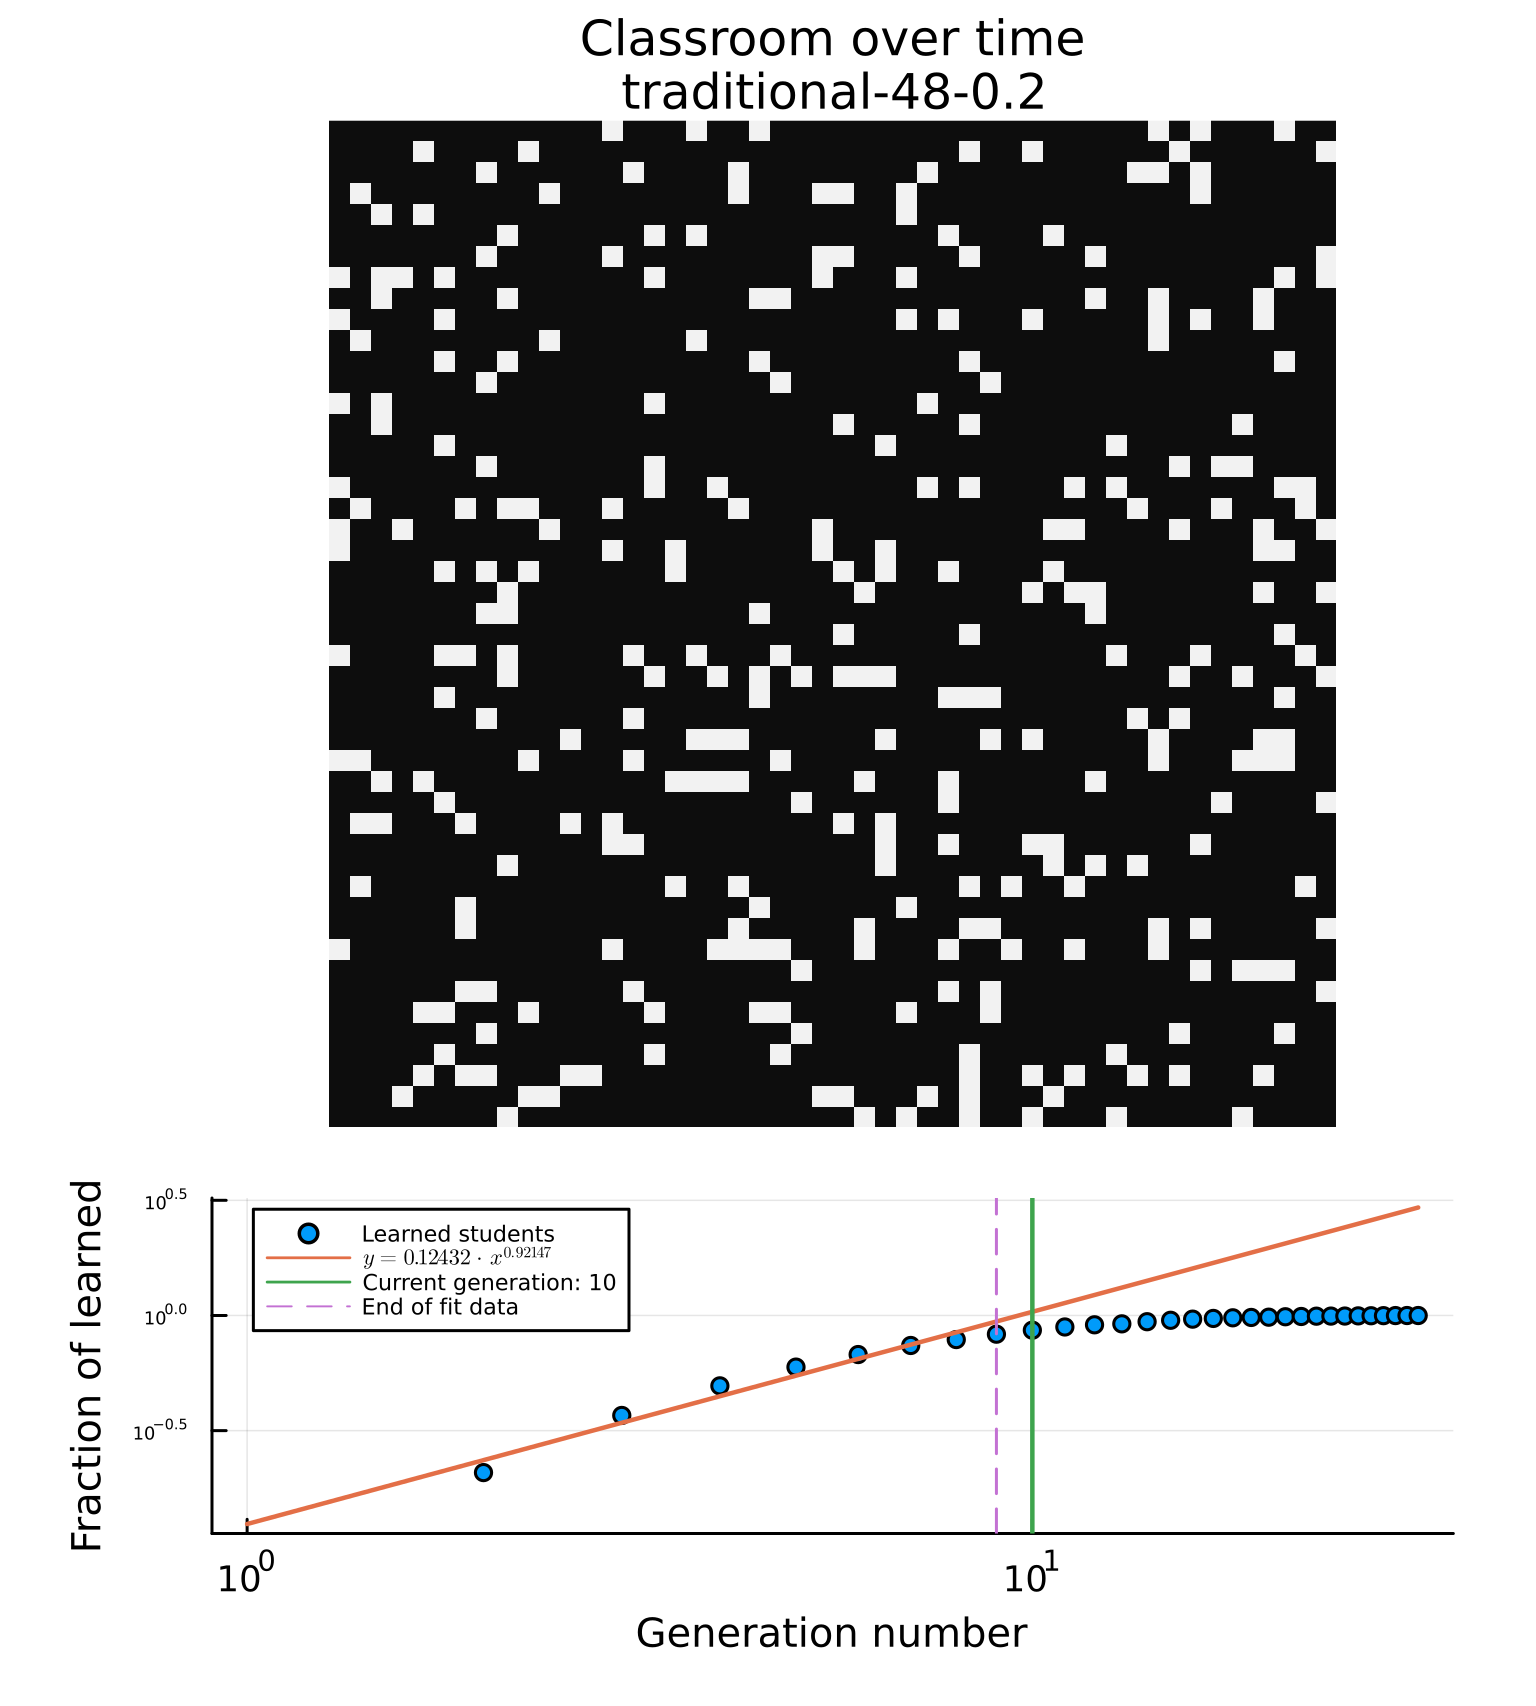 Classroom over time
traditional-48-0.2
Fraction of learned
10^0.5
10^0.0
10^−0.5
Learned students
y = 0.12432 · x^0.92147
Current generation: 10
End of fit data
10^0
10^1
Generation number